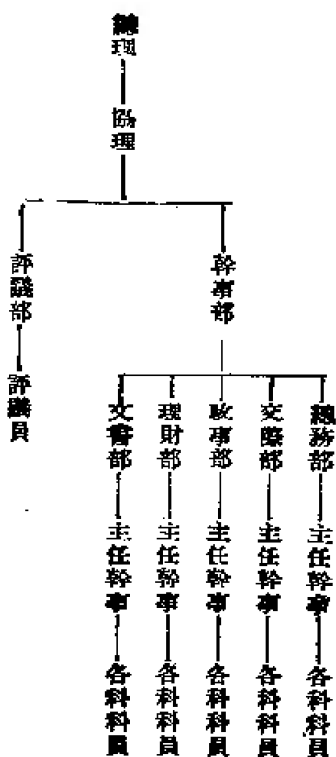 總理
協理
幹事部
評議部
評議員
總務部
主任幹事
各科科員
交際部
主任幹事
各科科員
政事部
主任幹事
各科科員
理財部
主任幹事
各科科員
文書部
主任幹事
各科科員